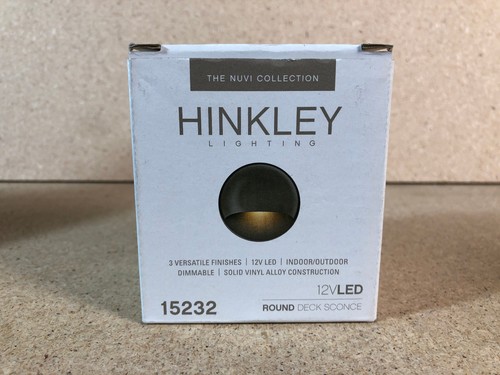 THE NUVI COLLECTION
HINKLEY
LIGHTING
3 VERSATILE FINISHES | 12V LED | INDOOR/OUTDOOR
DIMMABLE | SOLID VINYL ALLOY CONSTRUCTION
12VLED
15232 ROUND DECK SCONCE